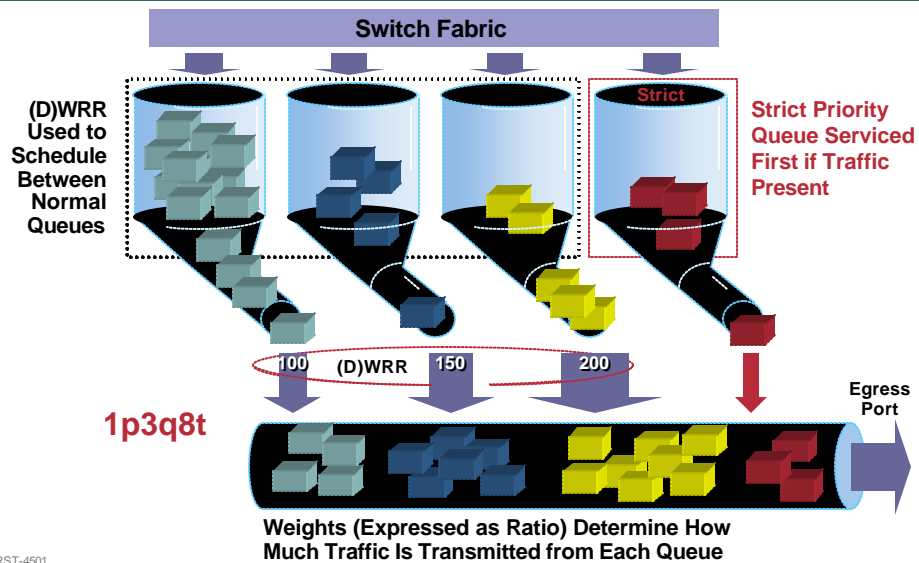 Switch Fabric
(D)WRR
Used to
Schedule
Between
Normal
Queues
Strict
Strict Priority
Queue Serviced
First if Traffic
Present
100
(D)WRR
150
200
1p3q8t
Egress
Port
Weights (Expressed as Ratio) Determine How
Much Traffic Is Transmitted from Each Queue
RST-4501